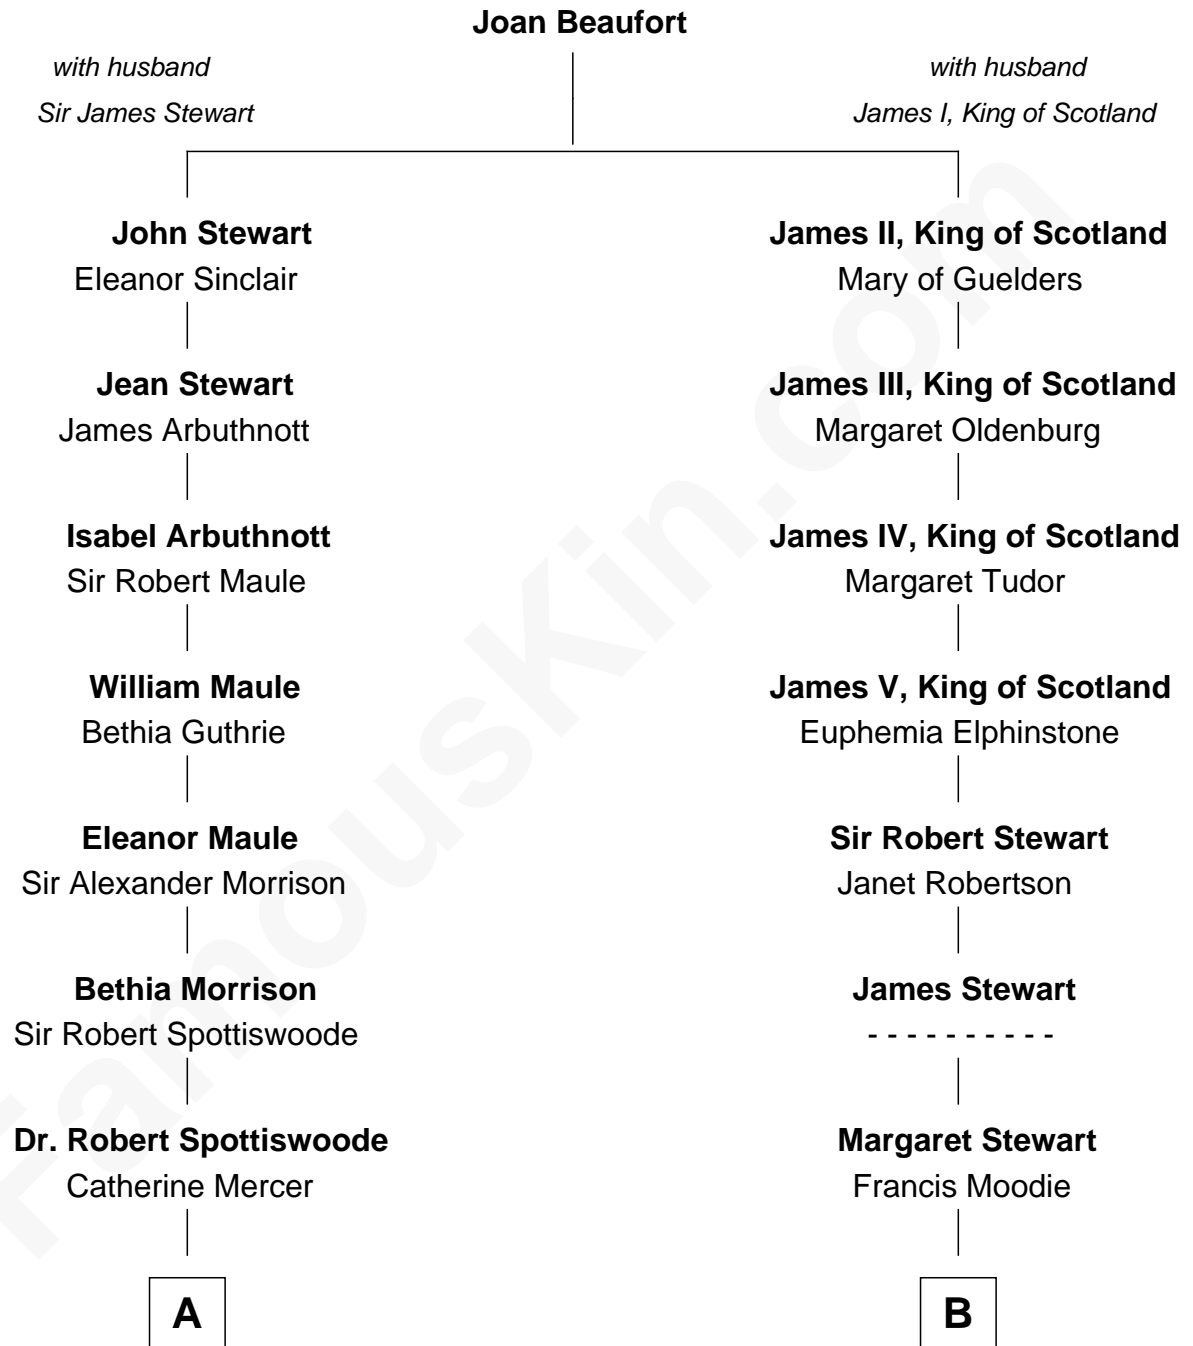 Joan Beaufort
with husband
Sir James Stewart
with husband
James I, King of Scotland
John Stewart
Eleanor Sinclair
James II, King of Scotland
Mary of Guelders
Jean Stewart
James Arbuthnott
James III, King of Scotland
Margaret Oldenburg
Isabel Arbuthnott
Sir Robert Maule
James IV, King of Scotland
Margaret Tudor
William Maule
Bethia Guthrie
James V, King of Scotland
Euphemia Elphinstone
Eleanor Maule
Sir Alexander Morrison
Sir Robert Stewart
Janet Robertson
Bethia Morrison
Sir Robert Spottiswoode
James Stewart
- - - - - - - - - -
Dr. Robert Spottiswoode
Catherine Mercer
Margaret Stewart
Francis Moodie
A
B
FamousKin.com